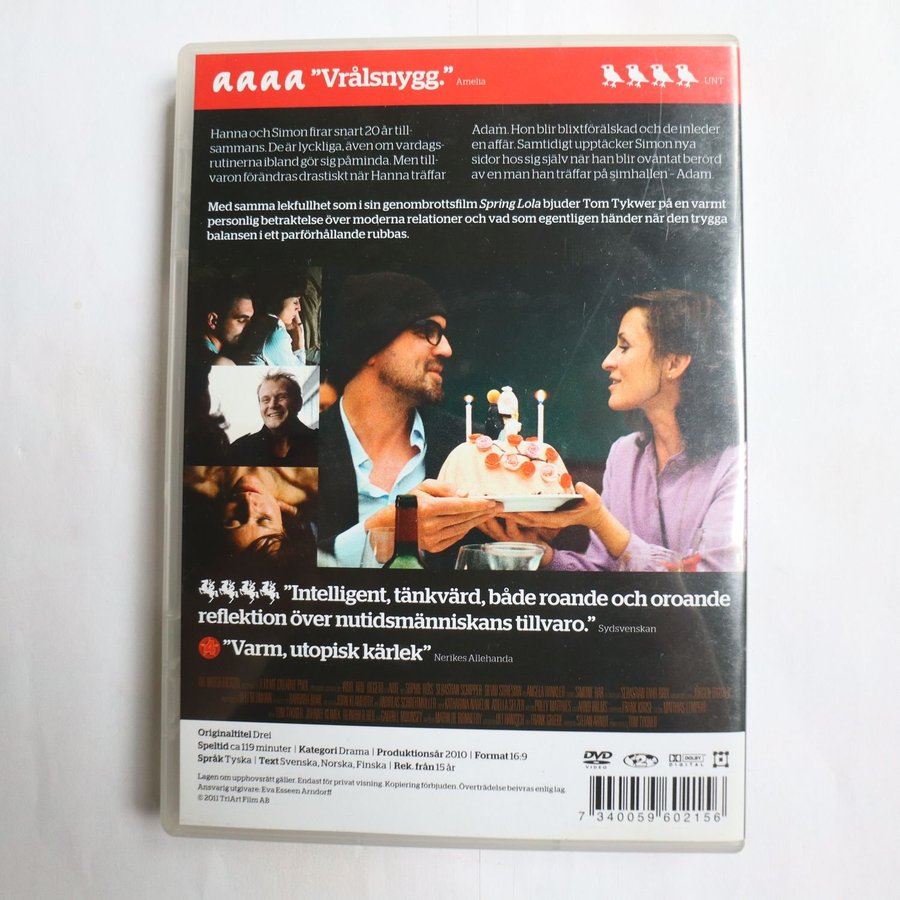 aaaa "Vrålsnygg." Amelia
UNT
Hanna och Simon firar snart 20 år till-
sammans. De är lyckliga, även om vardags-
rutinerna ibland gör sig påminda. Men till-
varon förändras drastiskt när Hanna träffar
Adam. Hon blir blixtförälskad och de inleder
en affär. Samtidigt upptäcker Simon nya
sidor hos sig själv när han blir oväntat berörd
av en man han träffar på simhallen – Adam.
Med samma lekfullhet som i sin genombrottsfilm Spring Lola bjuder Tom Tykwer på en varmt
personlig betraktelse över moderna relationer och vad som egentligen händer när den trygga
balansen i ett parförhållande rubbas.
"Intelligent, tänkvärd, både roande och oroande
reflektion över nutidsmänniskans tillvaro." Sydsvenskan
"Varm, utopisk kärlek" Nerikes Allehanda
Originaltitel Drei
Speltid ca 119 minuter | Kategori Drama | Produktionsår 2010 | Format 16:9
Språk Tyska | Text Svenska, Norska, Finska | Rek. från 15 år
Lagen om upphovsrätt gäller. Endast för privat visning. Kopiering förbjuden. Överträdelse beivras enlig lag.
Ansvarig utgivare: Eva Esseen Arndorff
© 2011 TriArt Film AB
DVD
VIDEO
2
DOLBY
DIGITAL
7 340059 602156